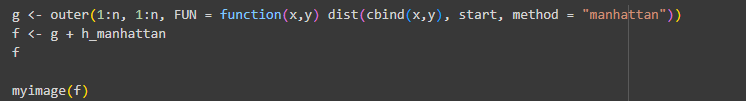 g <- outer(1:n, 1:n, FUN = function(x,y) dist(cbind(x,y), start, method = "manhattan"))
f <- g + h_manhattan
f
myimage(f)